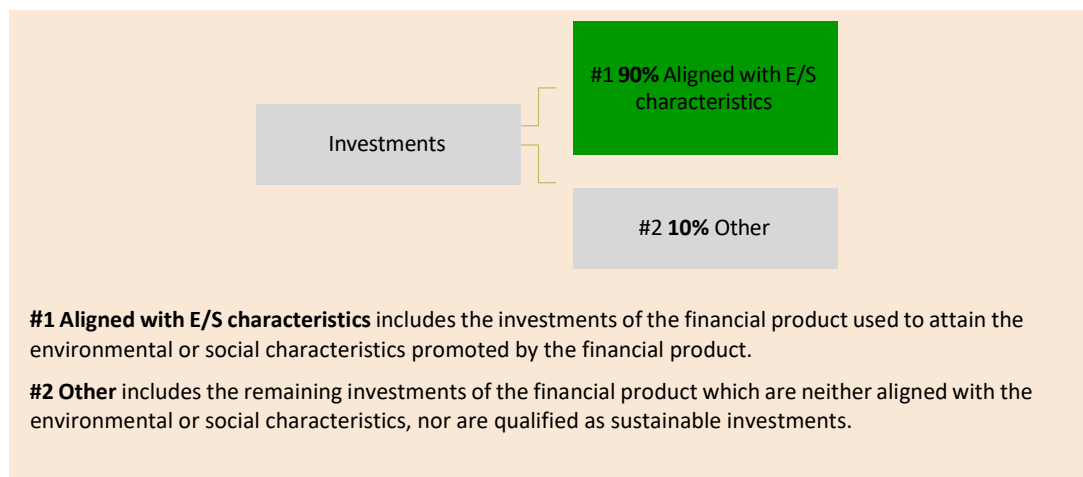 #1 90% Aligned with E/S
characteristics
Investments
#2 10% Other
#1 Aligned with E/S characteristics includes the investments of the financial product used to attain the
environmental or social characteristics promoted by the financial product.
#2 Other includes the remaining investments of the financial product which are neither aligned with the
environmental or social characteristics, nor are qualified as sustainable investments.